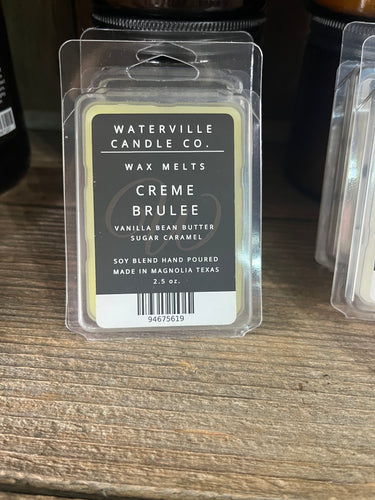 WATERVILLE
CANDLE CO.
WAX MELTS
CREME
BRULEE
VANILLA BEAN BUTTER
SUGAR CARAMEL
SOY BLEND HAND POURED
MADE IN MAGNOLIA TEXAS
2.5 oz.
94675619